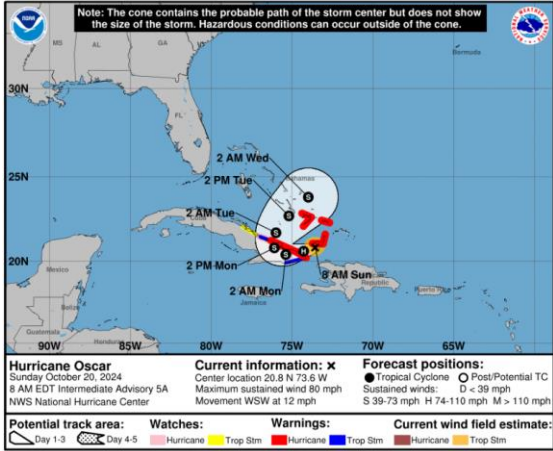 Note: The cone contains the probable path of the storm center but does not show
the size of the storm. Hazardous conditions can occur outside of the cone.
NOAA
MS
AL
GA
Bermuda
30N
FL
2 AM Wed
25N
2 PM Tue
Bahamas
2 AM Tue
Cuba
S
S
S
S
S
H
20N
2 PM Mon
8 AM Sun
Mexico
2 AM Mon
Jamaica
Republic
Puerto Rico
Belize
Guatemala
Honduras
90W 85W 80W 75W 70W 65W 60W
Hurricane Oscar
Sunday October 20, 2024
8 AM EDT Intermediate Advisory 5A
NWS National Hurricane Center
Current information: x
Center location 20.8 N 73.6 W
Maximum sustained wind 80 mph
Movement WSW at 12 mph
Forecast positions:
Tropical Cyclone Post/Potential TC
Sustained winds: D < 39 mph
S 39-73 mph H 74-110 mph M > 110 mph
Potential track area:
Day 1-3 Day 4-5
Watches:
Hurricane Trop Stm
Warnings:
Hurricane Trop Stm
Current wind field estimate:
Hurricane Trop Stm